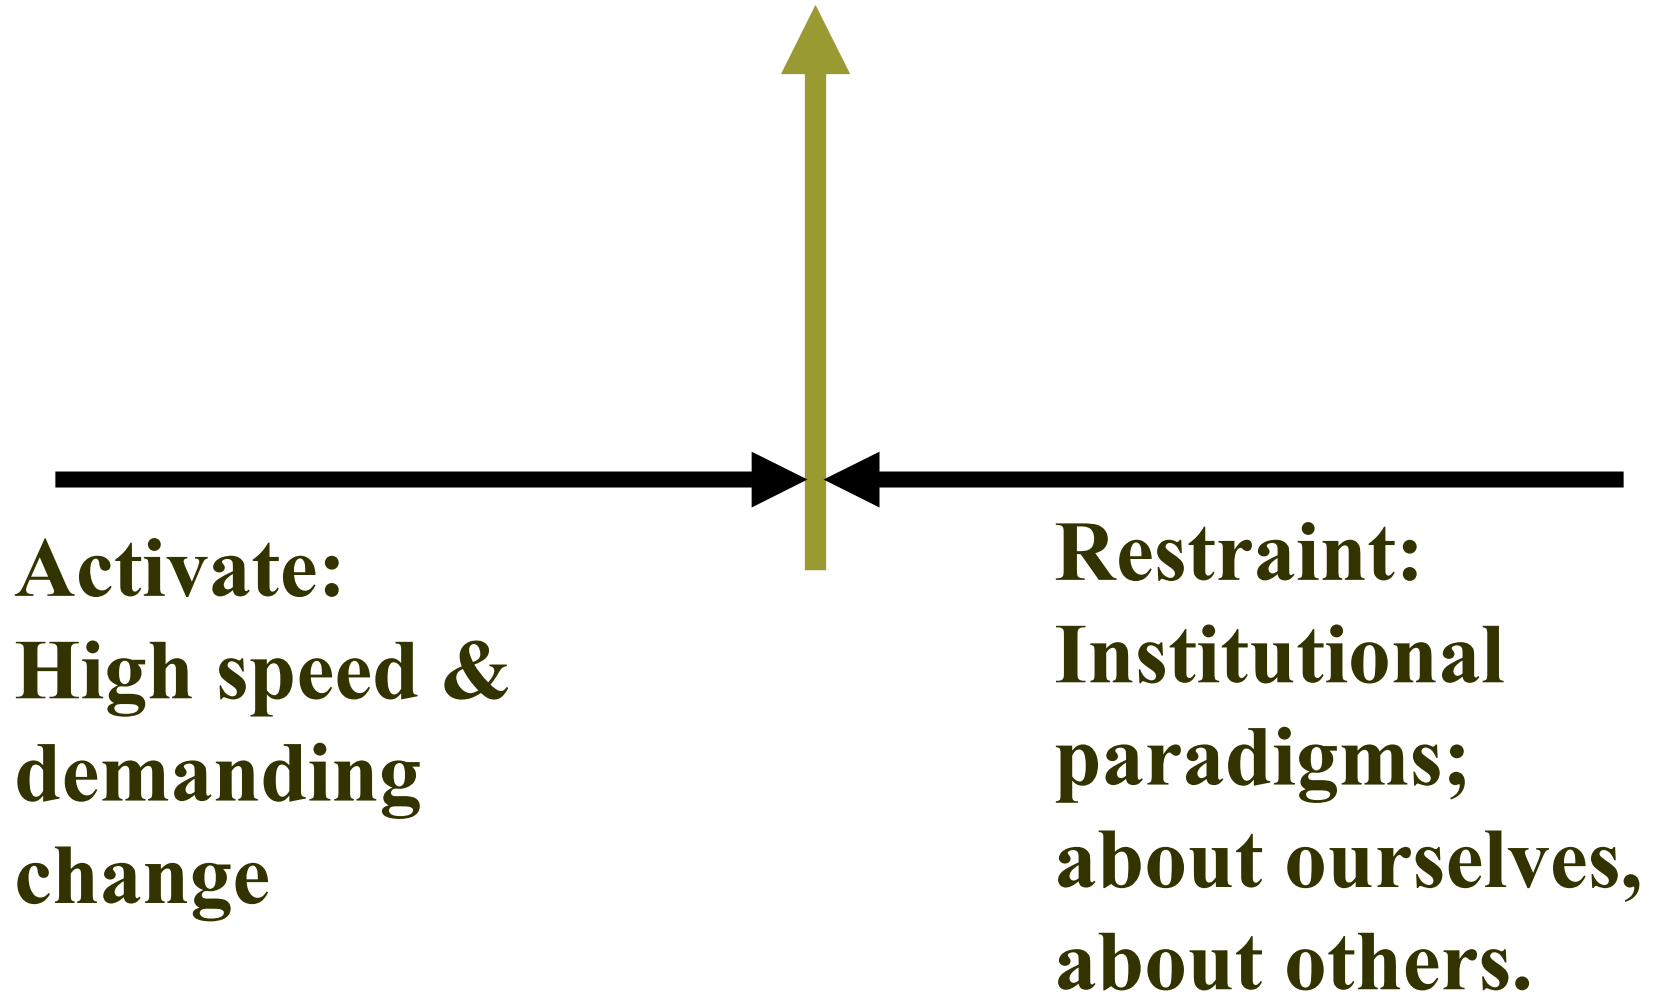 Activate:
High speed &
demanding
change
Restraint:
Institutional
paradigms;
about ourselves,
about others.